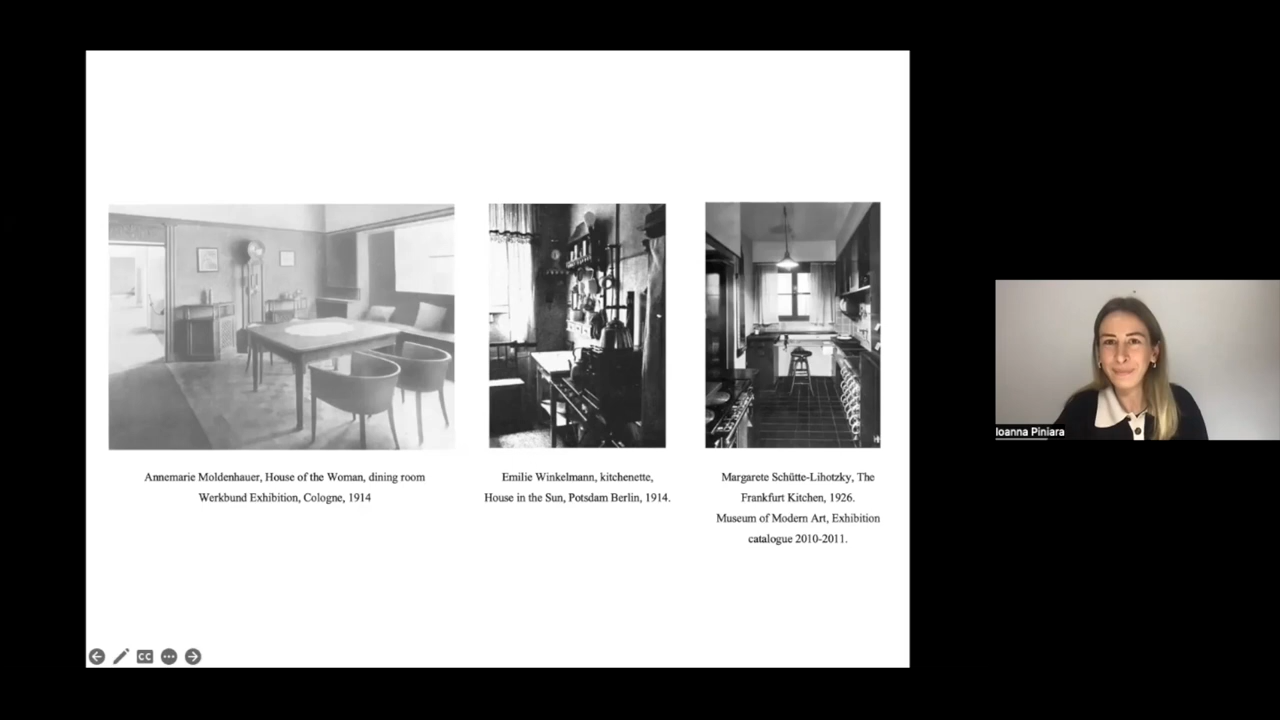 Annemarie Moldenhauer, House of the Woman, dining room
Werkbund Exhibition, Cologne, 1914
Emilie Winkelmann, kitchenette,
House in the Sun, Potsdam Berlin, 1914.
Margarete Schütte-Lihotzky, The
Frankfurt Kitchen, 1926.
Museum of Modern Art, Exhibition
catalogue 2010-2011.
Ioanna Piniara
CC